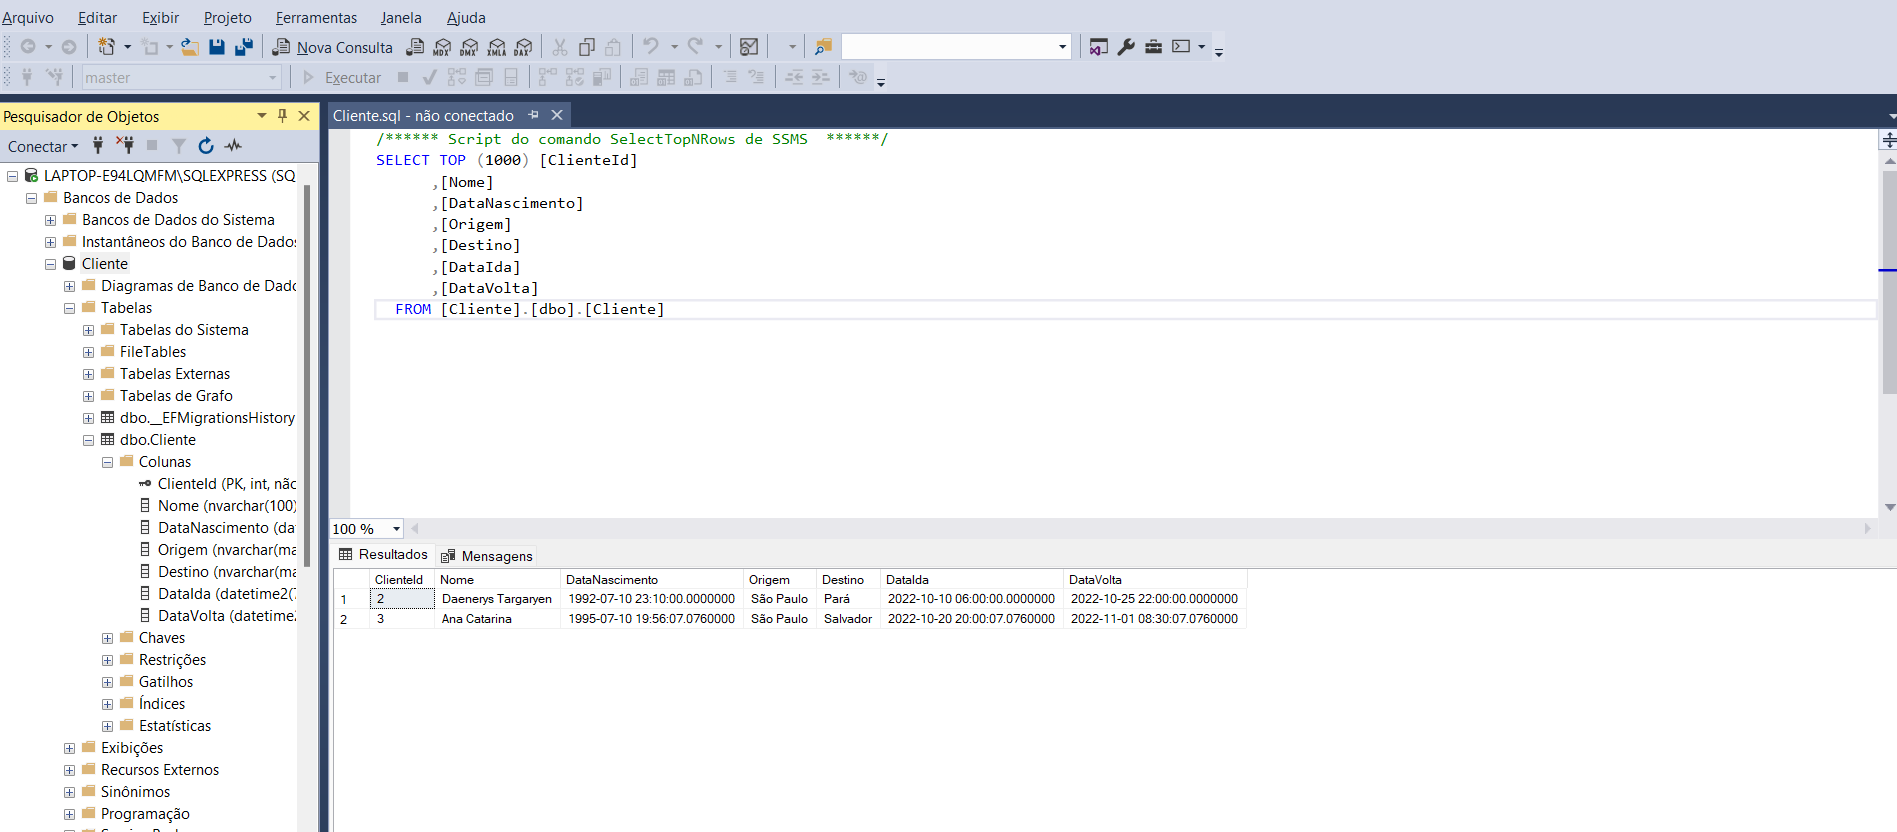 Arquivo Editar Exibir Projeto Ferramentas Janela Ajuda
Nova Consulta MDX DMX XMLA DAX
master Executar
Pesquisador de Objetos
Conectar
LAPTOP-E94LQMFM\SQLEXPRESS (SQ
Bancos de Dados
Bancos de Dados do Sistema
Instantâneos do Banco de Dados
Cliente
Diagramas de Banco de Dado
Tabelas
Tabelas do Sistema
FileTables
Tabelas Externas
Tabelas de Grafo
dbo.__EFMigrationsHistory
dbo.Cliente
Colunas
ClienteId (PK, int, não
Nome (nvarchar(100)
DataNascimento (da
Origem (nvarchar(ma
Destino (nvarchar(ma
DataIda (datetime2(7
DataVolta (datetime2
Chaves
Restrições
Gatilhos
Índices
Estatísticas
Exibições
Recursos Externos
Sinônimos
Programação
Cliente.sql - não conectado
/****** Script do comando SelectTopNRows de SSMS  ******/
SELECT TOP (1000) [ClienteId]
,[Nome]
,[DataNascimento]
,[Origem]
,[Destino]
,[DataIda]
,[DataVolta]
FROM [Cliente].[dbo].[Cliente]
100 %
Resultados Mensagens
ClienteId Nome DataNascimento Origem Destino DataIda DataVolta
1 2 Daenerys Targaryen 1992-07-10 23:10:00.0000000 São Paulo Pará 2022-10-10 06:00:00.0000000 2022-10-25 22:00:00.0000000
2 3 Ana Catarina 1995-07-10 19:56:07.0760000 São Paulo Salvador 2022-10-20 20:00:07.0760000 2022-11-01 08:30:07.0760000